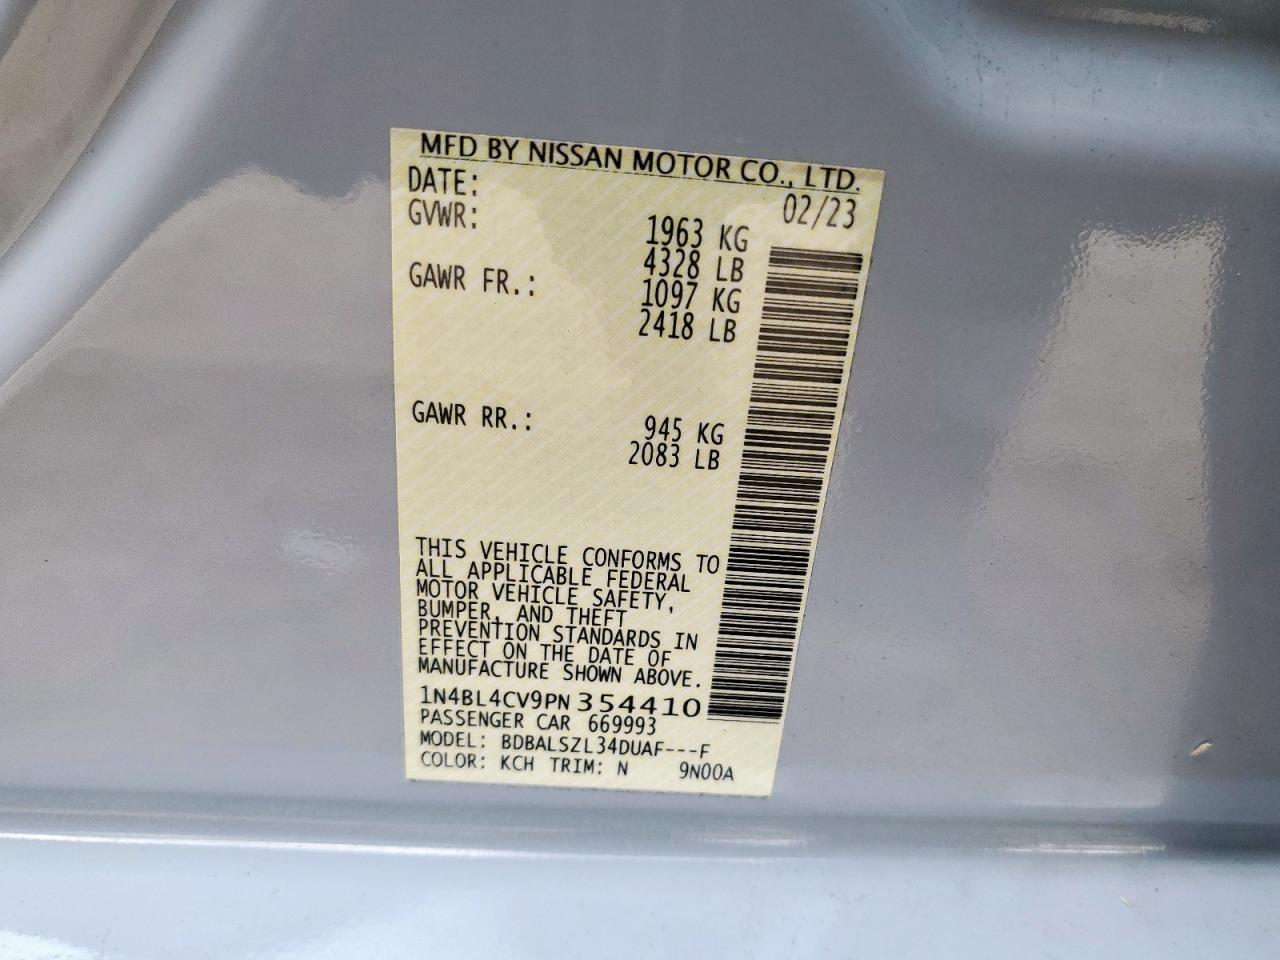 MFD BY NISSAN MOTOR CO., LTD.
DATE: 02/23
GVWR: 1963 KG
4328 LB
GAWR FR.: 1097 KG
2418 LB
GAWR RR.: 945 KG
2083 LB
THIS VEHICLE CONFORMS TO
ALL APPLICABLE FEDERAL
MOTOR VEHICLE SAFETY,
BUMPER, AND THEFT
PREVENTION STANDARDS IN
EFFECT ON THE DATE OF
MANUFACTURE SHOWN ABOVE.
1N4BL4CV9PN354410
PASSENGER CAR 669993
MODEL: BDBALSZL34DUAF---F
COLOR: KCH TRIM: N 9N00A